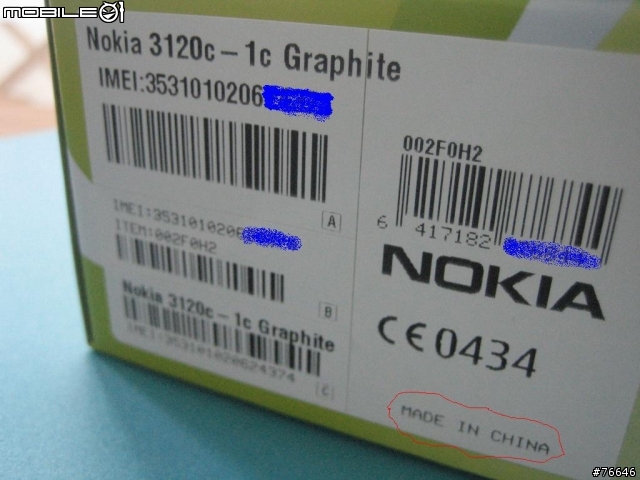 MOBILE01
Nokia 3120c-1c Graphite
IMEI:3531010206
IMEI:353101020
ITEM:002F0H2
Nokia 3120c-1c Graphite
A
B
C
002F0H2
6 417182
NOKIA
CE0434
MADE IN CHINA
#76646